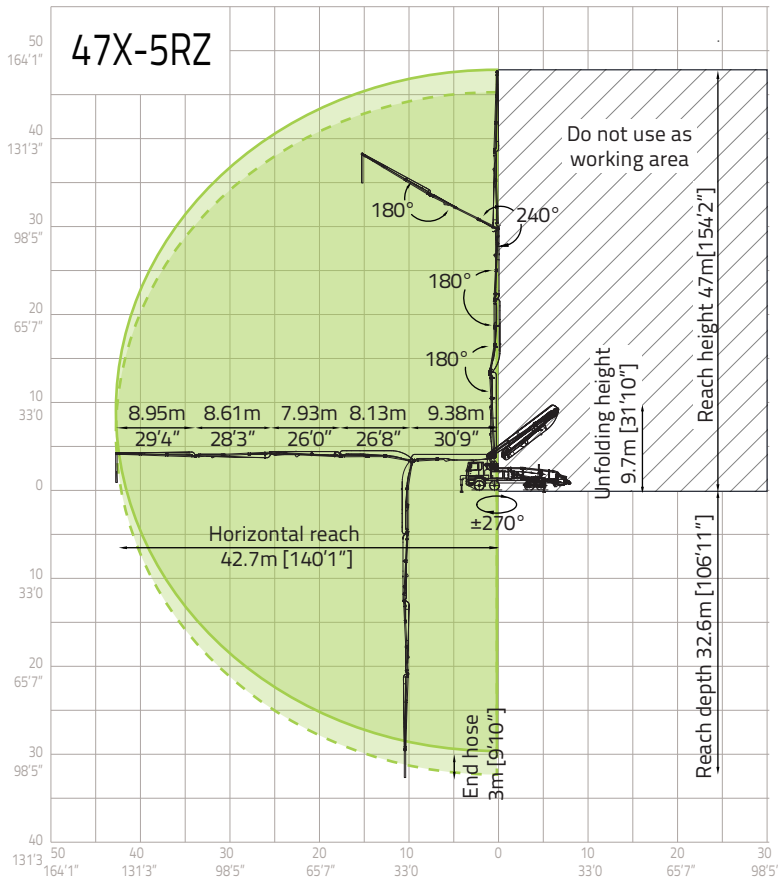 47X-5RZ
50
164'1"
40
131'3"
30
98'5"
20
65'7"
10
33'0
0
10
33'0
20
65'7"
30
98'5"
40
131'3
Do not use as
working area
180°
240°
180°
180°
8.95m 8.61m 7.93m 8.13m 9.38m
29'4" 28'3" 26'0" 26'8" 30'9"
Unfolding height
9.7m [31'10"]
Reach height 47m[154'2"]
±270°
Horizontal reach
42.7m [140'1"]
Reach depth 32.6m [106'11"]
End hose
3m [9'10"]
50 40 30 20 10 0 10 20 30
164'1" 131'3" 98'5" 65'7" 33'0 33'0 65'7" 98'5"